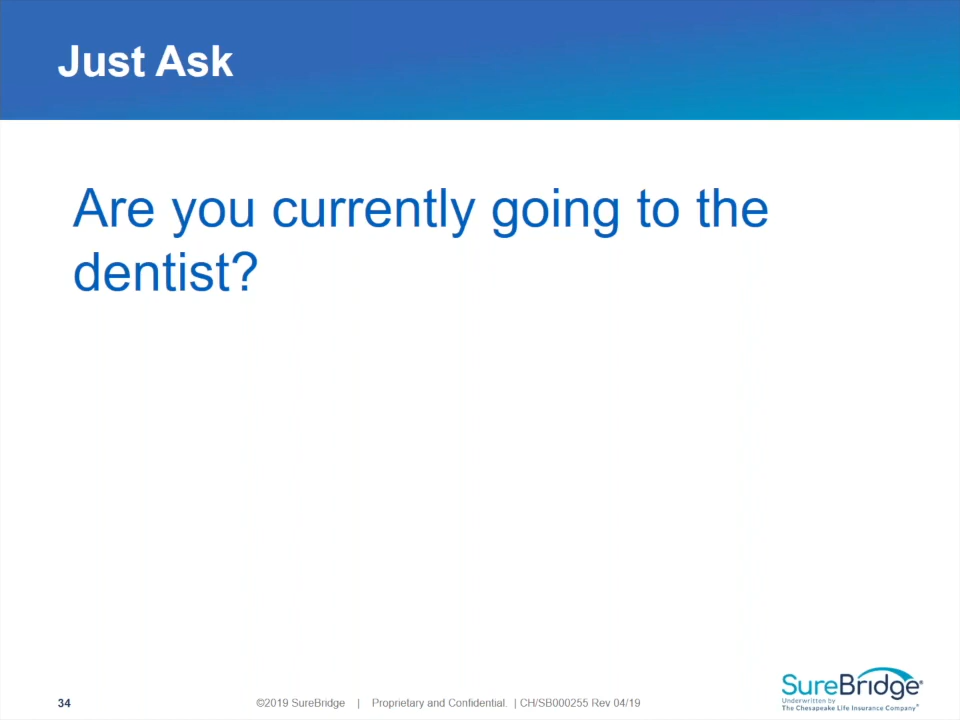 Just Ask
Are you currently going to the
dentist?
34
©2019 SureBridge | Proprietary and Confidential. | CH/SB000255 Rev 04/19
SureBridge®
Underwritten by
The Chesapeake Life Insurance Company®